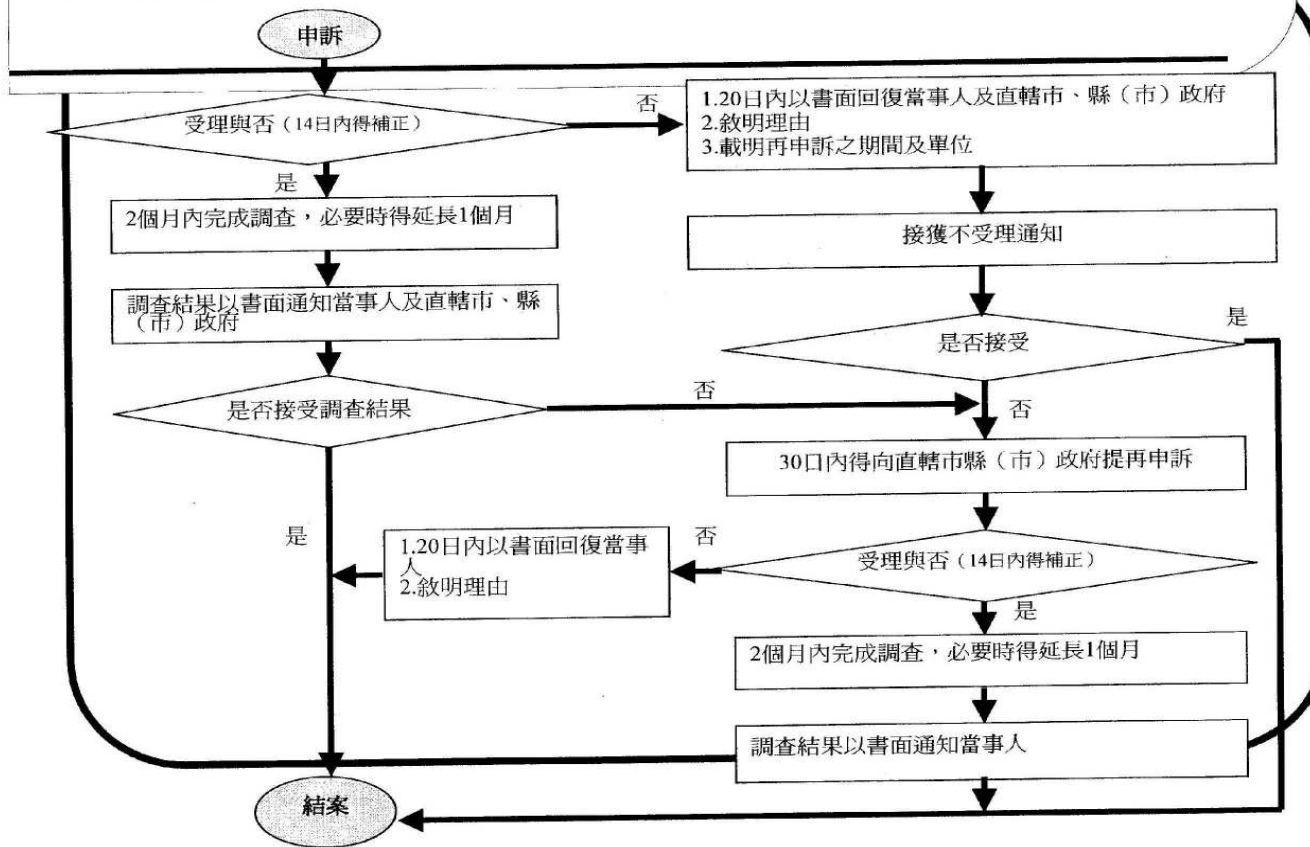 申訴
受理與否（14日內得補正）
否
1.20日內以書面回復當事人及直轄市、縣（市）政府
2.敘明理由
3.載明再申訴之期間及單位
是
2個月內完成調查，必要時得延長1個月
接獲不受理通知
調查結果以書面通知當事人及直轄市、縣
（市）政府
是否接受
是
是否接受調查結果
否
否
30日內得向直轄市縣（市）政府提再申訴
是
1.20日內以書面回復當事
人
2.敘明理由
否
受理與否（14日內得補正）
是
2個月內完成調查，必要時得延長1個月
調查結果以書面通知當事人
結案